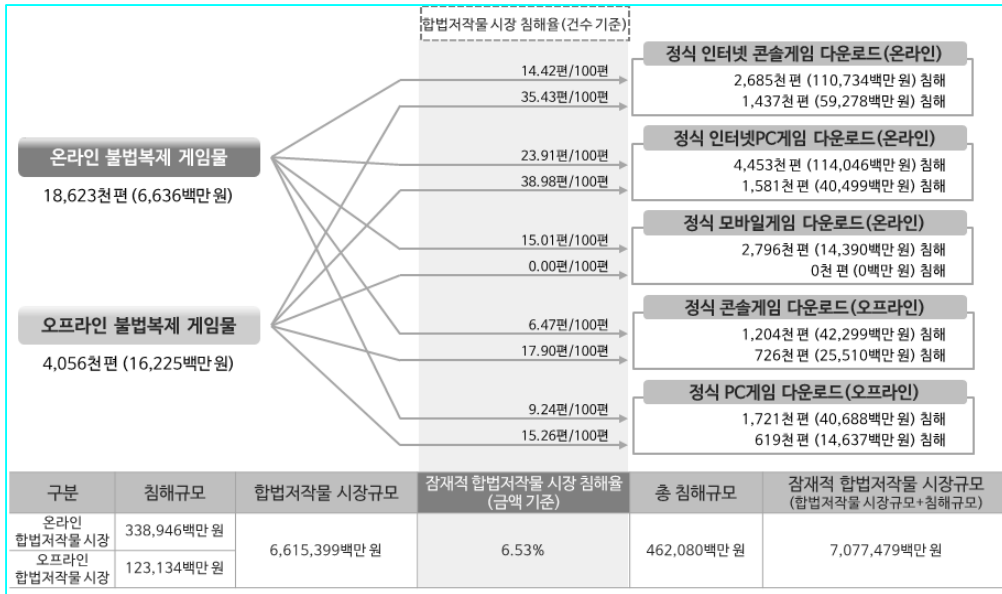 합법저작물 시장 침해율 (건수 기준)
정식 인터넷 콘솔게임 다운로드(온라인)
14.42편/100편
2,685천 편 (110,734백만 원) 침해
35.43편/100편
1,437천 편 (59,278백만 원) 침해
온라인 불법복제 게임물
18,623천 편 (6,636백만 원)
정식 인터넷PC게임 다운로드(온라인)
23.91편/100편
4,453천 편 (114,046백만 원) 침해
38.98편/100편
1,581천 편 (40,499백만 원) 침해
정식 모바일게임 다운로드(온라인)
15.01편/100편
2,796천 편 (14,390백만 원) 침해
0.00편/100편
0천 편 (0백만 원) 침해
오프라인 불법복제 게임물
4,056천 편 (16,225백만 원)
정식 콘솔게임 다운로드(오프라인)
6.47편/100편
1,204천 편 (42,299백만 원) 침해
17.90편/100편
726천 편 (25,510백만 원) 침해
정식 PC게임 다운로드(오프라인)
9.24편/100편
1,721천 편 (40,688백만 원) 침해
15.26편/100편
619천 편 (14,637백만 원) 침해
구분
침해규모
합법저작물 시장규모
잠재적 합법저작물 시장 침해율
(금액 기준)
총 침해규모
잠재적 합법저작물 시장규모
(합법저작물 시장규모+침해규모)
온라인
합법저작물 시장
338,946백만 원
오프라인
합법저작물 시장
123,134백만 원
6,615,399백만 원
6.53%
462,080백만 원
7,077,479백만 원